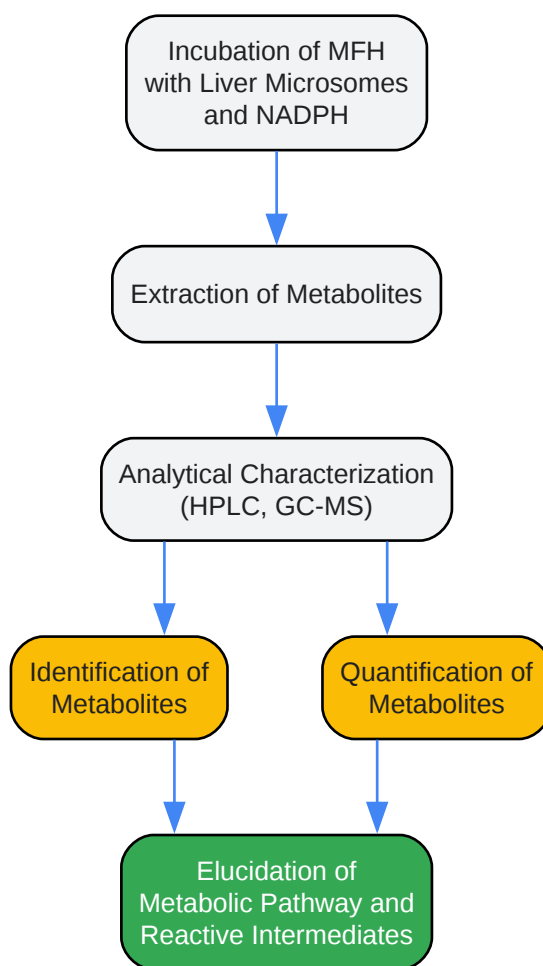 Incubation of MFH
with Liver Microsomes
and NADPH
Extraction of Metabolites
Analytical Characterization
(HPLC, GC-MS)
Identification of
Metabolites
Quantification of
Metabolites
Elucidation of
Metabolic Pathway and
Reactive Intermediates